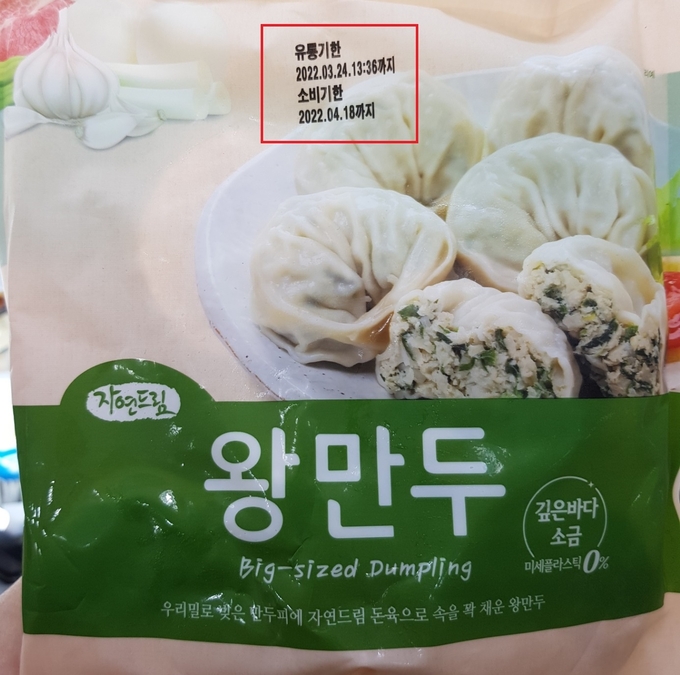 유통기한
2022.03.24.13:36까지
소비기한
2022.04.18까지
자연드림
왕만두
Big-sized Dumpling
깊은바다
소금
미세플라스틱 0%
우리밀로 빚은 만두피에 자연드림 돈육으로 속을 꽉 채운 왕만두